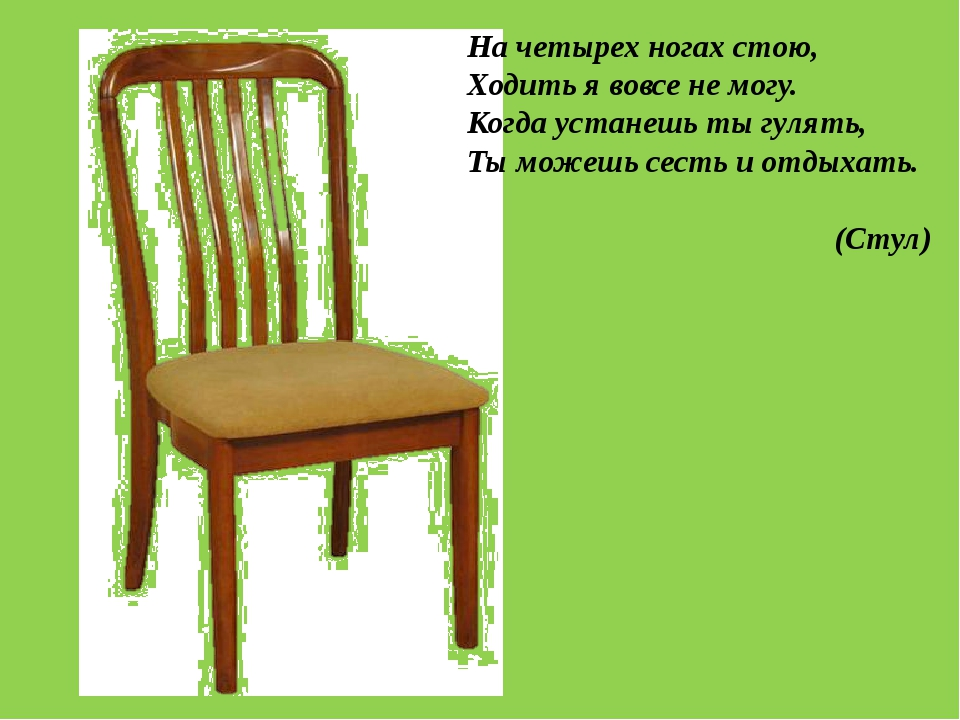 На четырех ногах стою,
Ходить я вовсе не могу.
Когда устанешь ты гулять,
Ты можешь сесть и отдыхать.
(Стул)